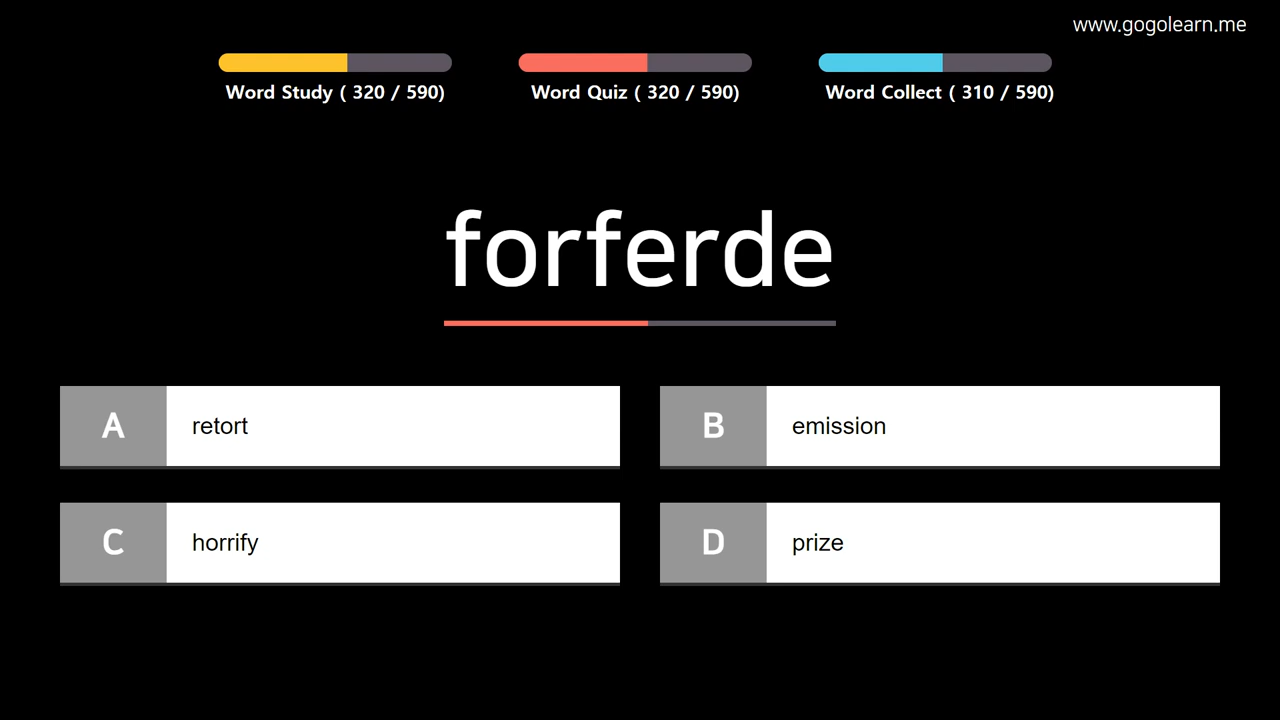 www.gogolearn.me
Word Study ( 320 / 590)
Word Quiz ( 320 / 590)
Word Collect ( 310 / 590)
forferde
A retort
B emission
C horrify
D prize